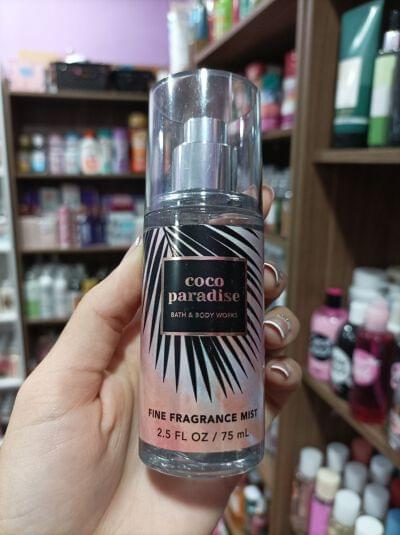 coco
paradise
BATH & BODY WORKS
FINE FRAGRANCE MIST
2.5 FL OZ / 75 mL